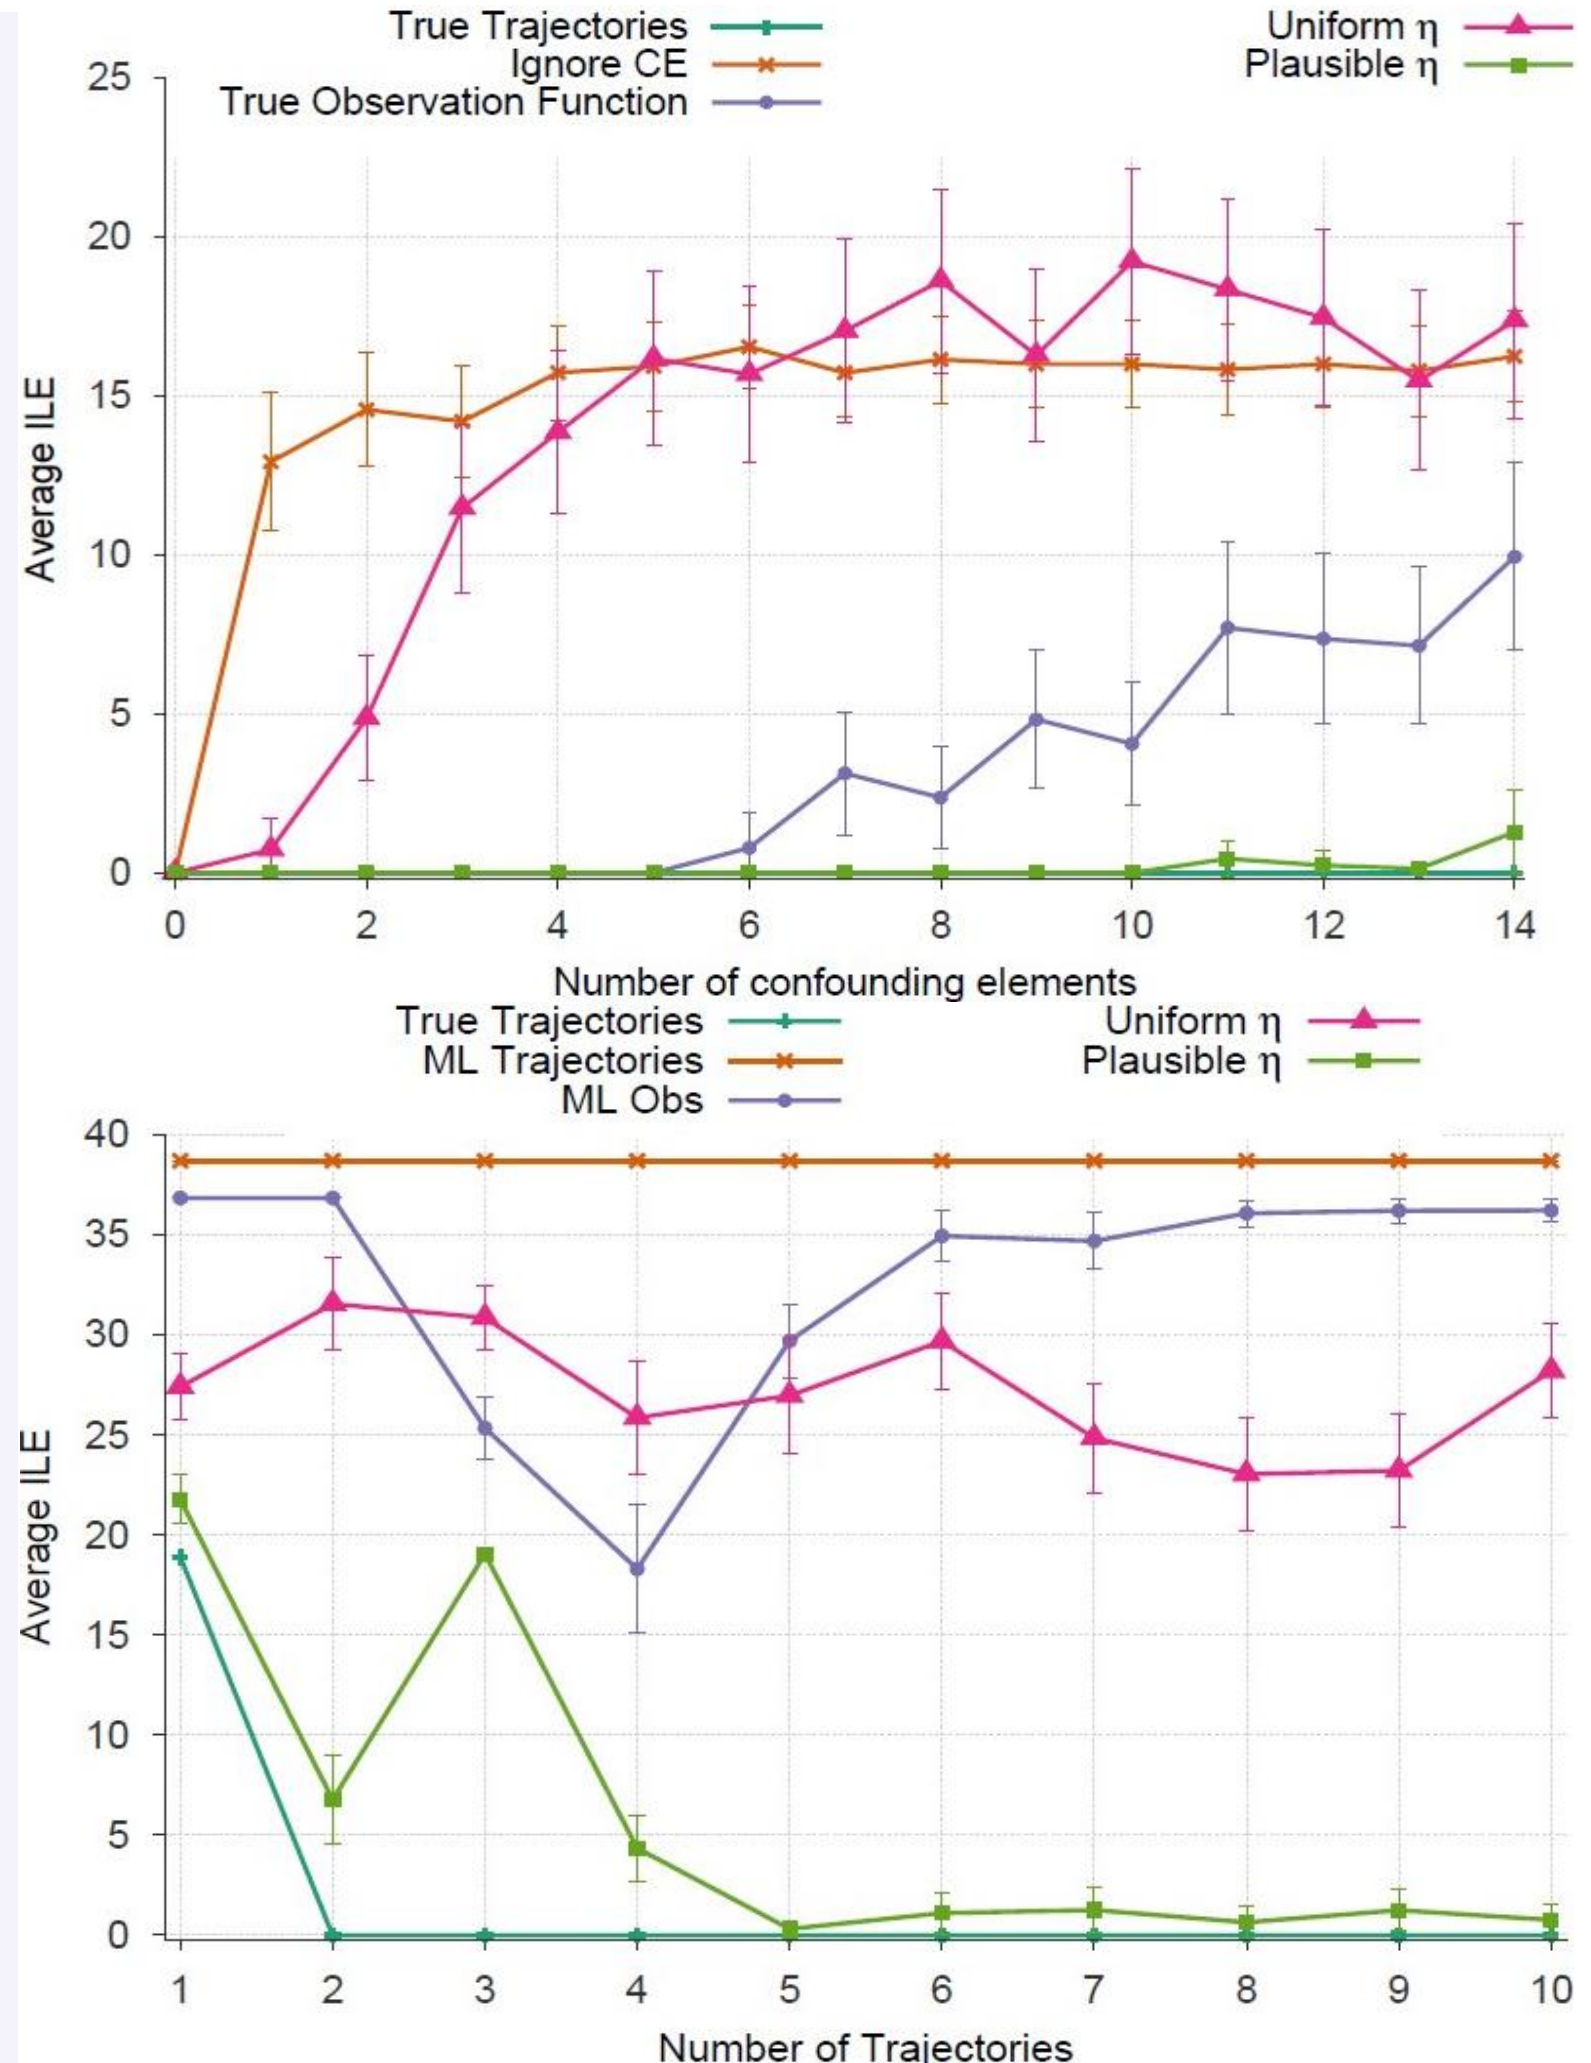 True Trajectories
Ignore CE
True Observation Function
Uniform η
Plausible η
25
20
15
10
5
0
Average ILE
0 2 4 6 8 10 12 14
Number of confounding elements
True Trajectories
ML Trajectories
ML Obs
Uniform η
Plausible η
40
35
30
25
20
15
10
5
0
Average ILE
1 2 3 4 5 6 7 8 9 10
Number of Trajectories